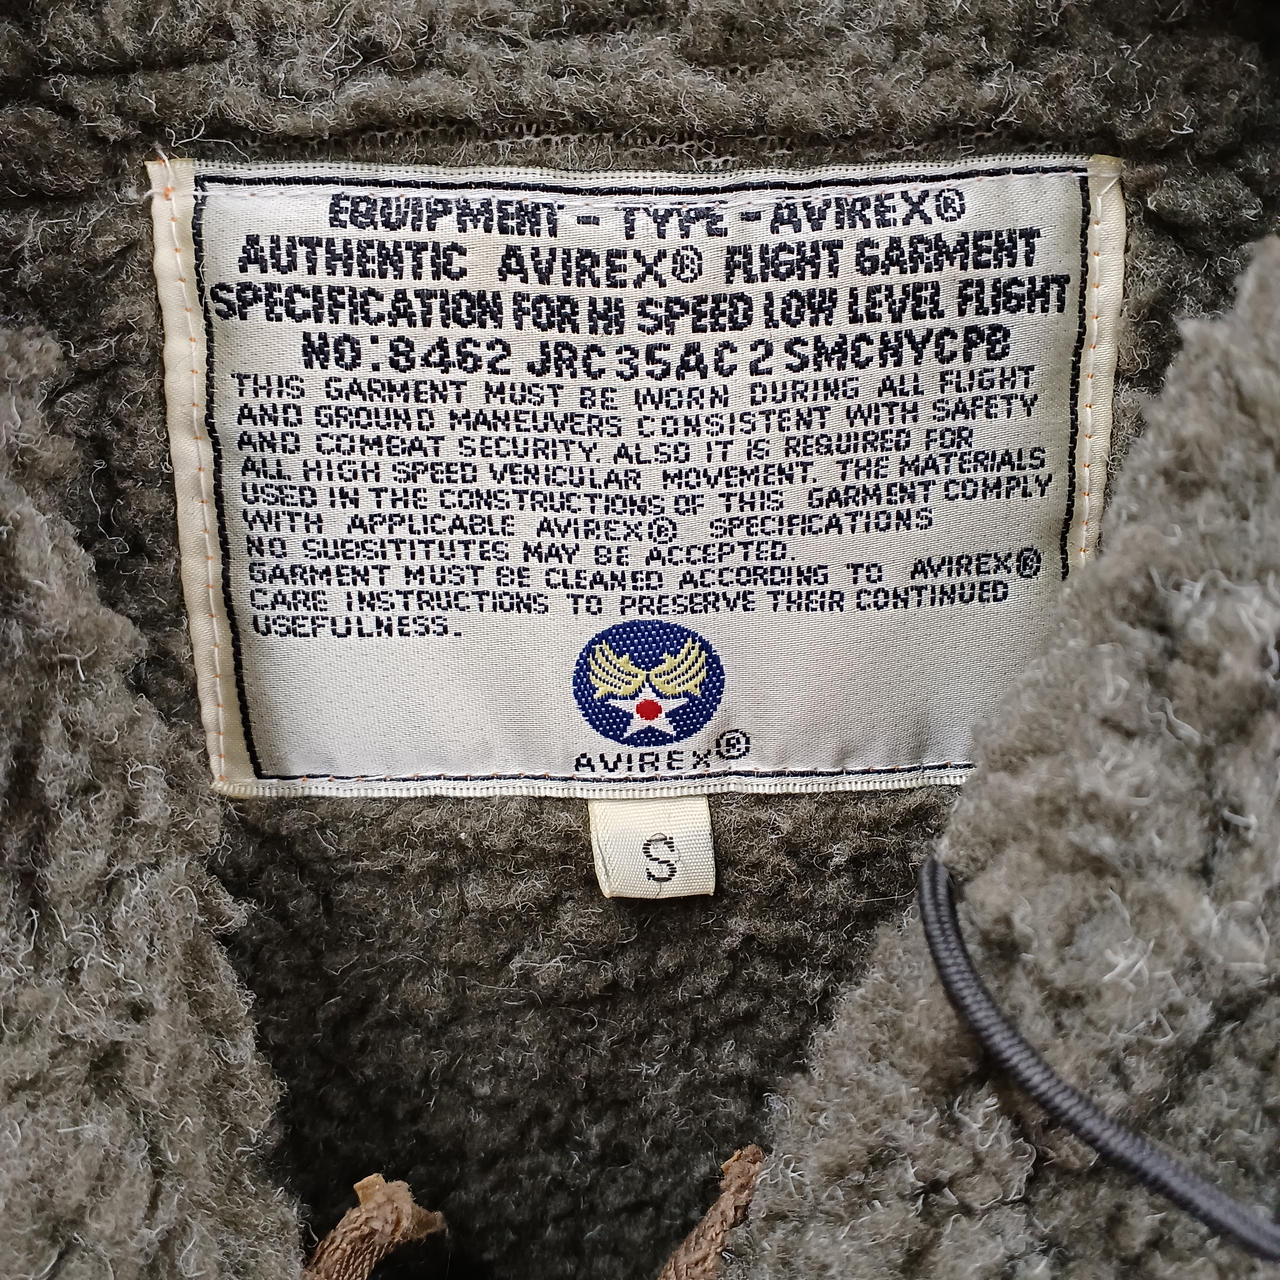 EQUIPMENT - TYPE - AVIREX®
AUTHENTIC AVIREX® FLIGHT GARMENT
SPECIFICATION FOR HI SPEED LOW LEVEL FLIGHT
NO:8462 JRC35AC2SMCNYCPB
THIS GARMENT MUST BE WORN DURING ALL FLIGHT
AND GROUND MANEUVERS CONSISTENT WITH SAFETY
AND COMBAT SECURITY. ALSO IT IS REQUIRED FOR
ALL HIGH SPEED VENICULAR MOVEMENT. THE MATERIALS
USED IN THE CONSTRUCTIONS OF THIS GARMENT COMPLY
WITH APPLICABLE AVIREX® SPECIFICATIONS
NO SUBSITITUTES MAY BE ACCEPTED.
GARMENT MUST BE CLEANED ACCORDING TO AVIREX®
CARE INSTRUCTIONS TO PRESERVE THEIR CONTINUED
USEFULNESS.
AVIREX®
S